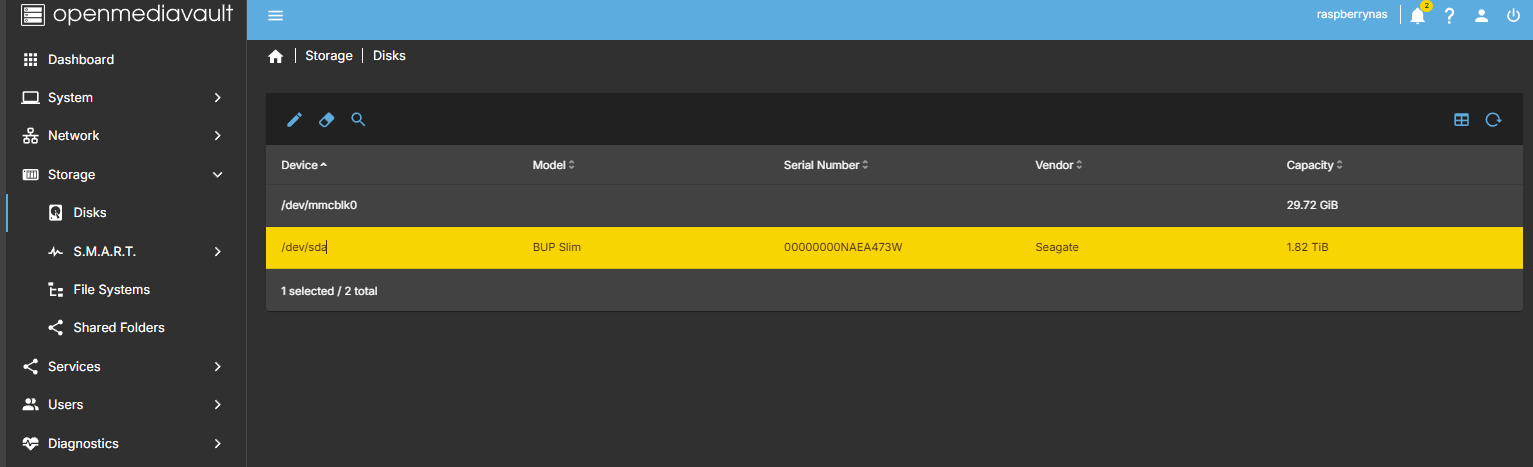 openmediavault
raspberrynas
2
?
Dashboard
System
Network
Storage
Disks
S.M.A.R.T.
File Systems
Shared Folders
Services
Users
Diagnostics
Storage | Disks
Device Model Serial Number Vendor Capacity
/dev/mmcblk0 29.72 GiB
/dev/sda BUP Slim 00000000NAEA473W Seagate 1.82 TiB
1 selected / 2 total